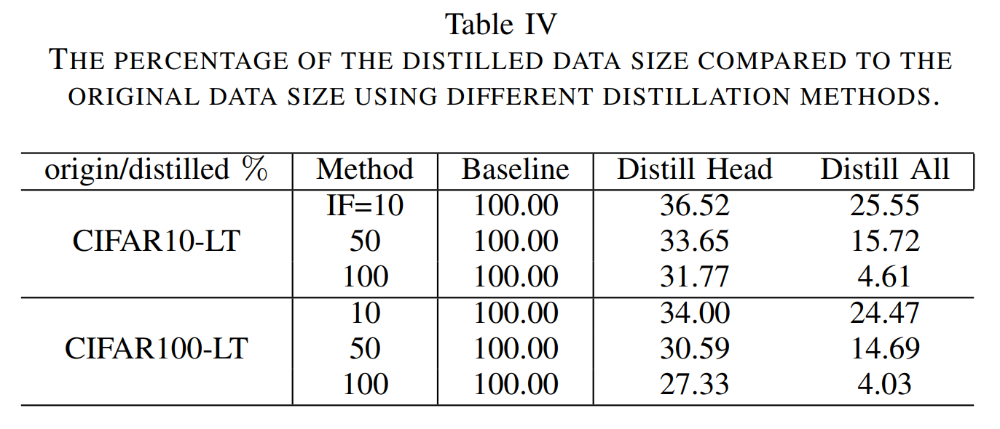 Table IV
THE PERCENTAGE OF THE DISTILLED DATA SIZE COMPARED TO THE
ORIGINAL DATA SIZE USING DIFFERENT DISTILLATION METHODS.
origin/distilled % Method Baseline Distill Head Distill All
IF=10 100.00 36.52 25.55
CIFAR10-LT 50 100.00 33.65 15.72
100 100.00 31.77 4.61
10 100.00 34.00 24.47
CIFAR100-LT 50 100.00 30.59 14.69
100 100.00 27.33 4.03